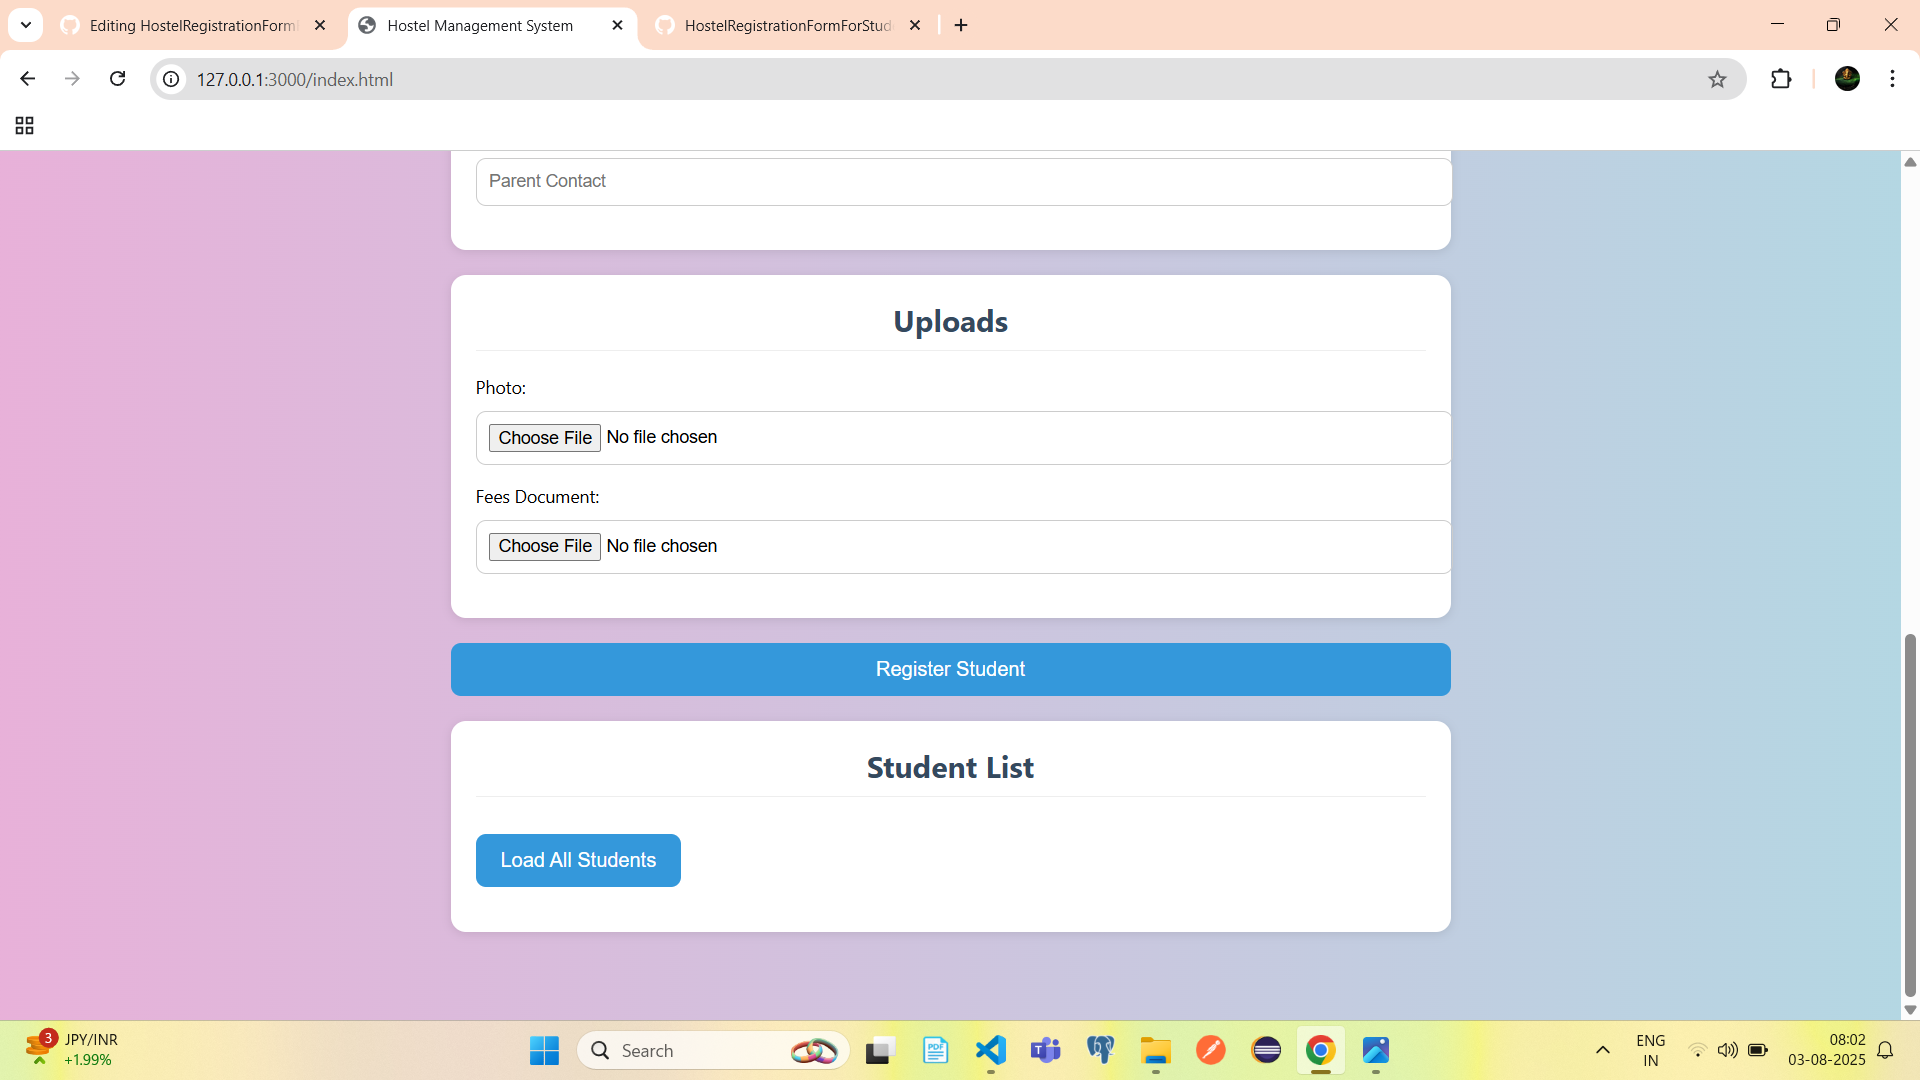 Editing HostelRegistrationForm
Hostel Management System
HostelRegistrationFormForStud
127.0.0.1:3000/index.html
Parent Contact
Uploads
Photo:
Choose File No file chosen
Fees Document:
Choose File No file chosen
Register Student
Student List
Load All Students
3
JPY/INR
+1.99%
Search
PDF
ENG
IN
08:02
03-08-2025